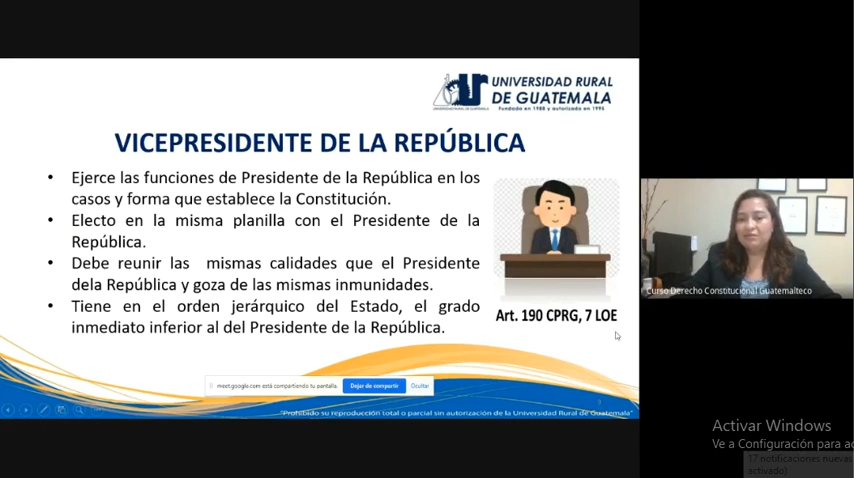 UNIVERSIDAD RURAL
DE GUATEMALA
Fundada en 1988 y autorizada en 1995
VICEPRESIDENTE DE LA REPÚBLICA
• Ejerce las funciones de Presidente de la República en los
casos y forma que establece la Constitución.
• Electo en la misma planilla con el Presidente de la
República.
• Debe reunir las mismas calidades que el Presidente
dela República y goza de las mismas inmunidades.
• Tiene en el orden jerárquico del Estado, el grado
inmediato inferior al del Presidente de la República.
Art. 190 CPRG, 7 LOE
meet.google.com está compartiendo tu pantalla.
Dejar de compartir
Ocultar
"Prohibido su reproducción total o parcial sin autorización de la Universidad Rural de Guatemala"
Curso Derecho Constitucional Guatemalteco
Activar Windows
Ve a Configuración para ac
17 notificaciones nuevas
activado)